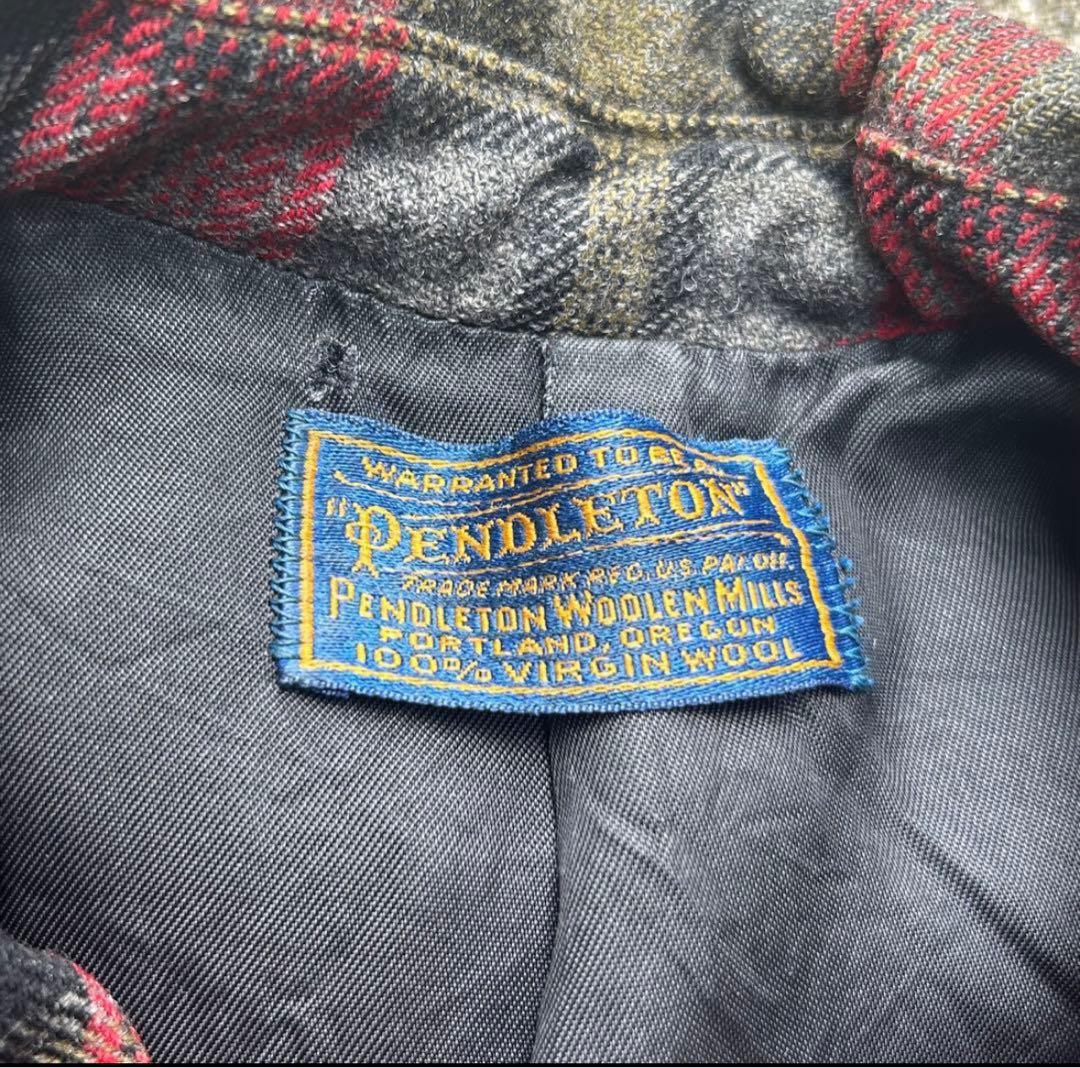 WARRANTED TO BE A
"PENDLETON"
TRADE MARK REG. U.S. PAT. OFF.
PENDLETON WOOLEN MILLS
PORTLAND, OREGON
100% VIRGIN WOOL